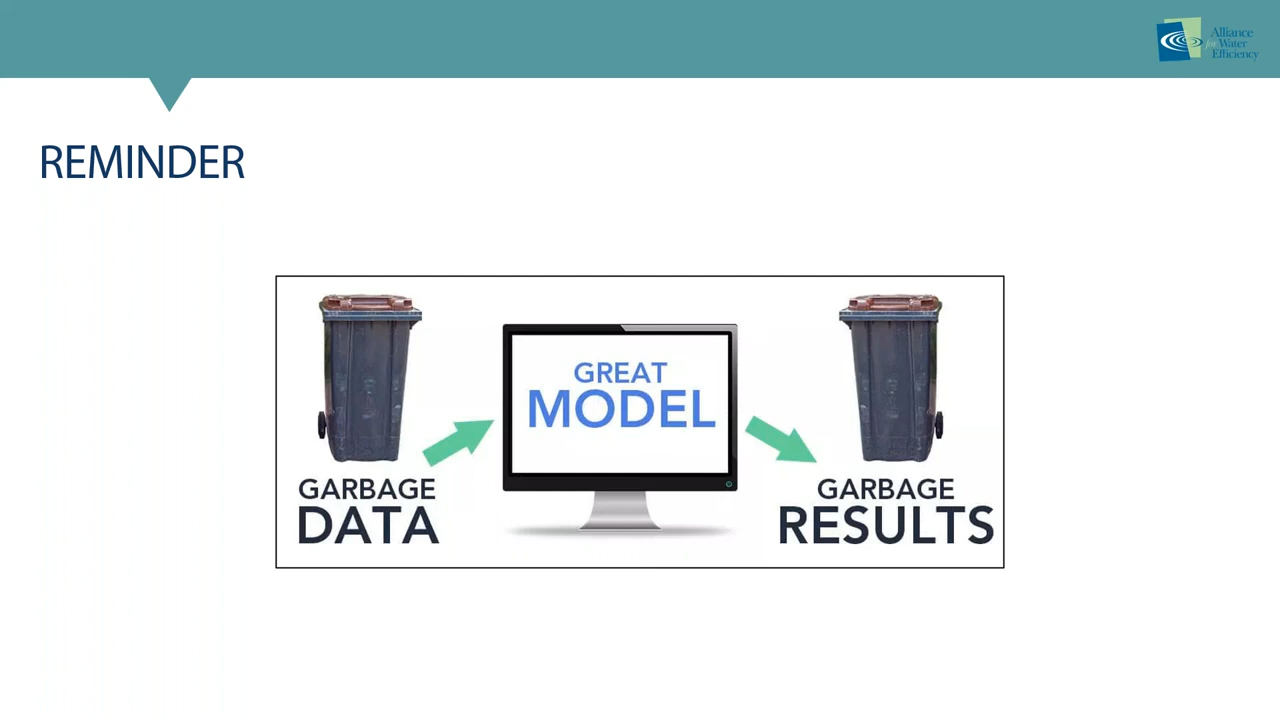 Alliance
for Water
Efficiency
REMINDER
GREAT
MODEL
GARBAGE
DATA
GARBAGE
RESULTS